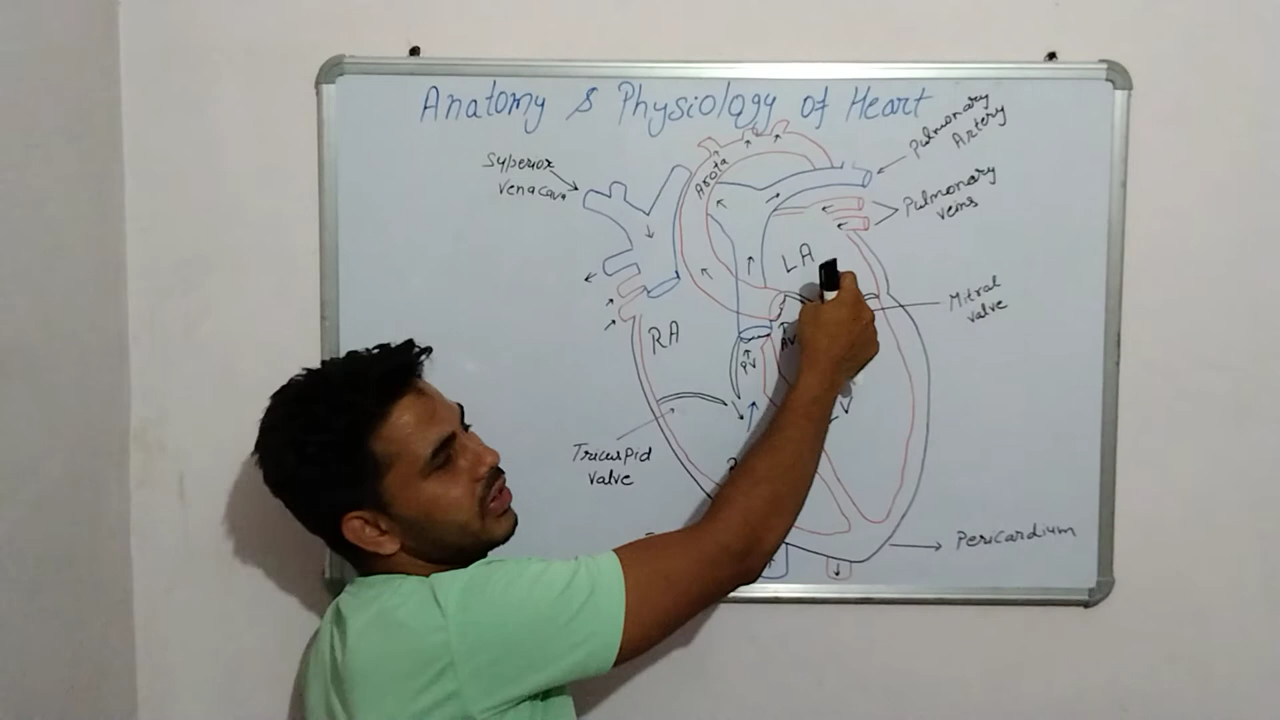 Anatomy & Physiology of Heart
Superior
Venacava
Arota
Pulmonary
Artery
Pulmonary
veins
LA
Mitral
valve
RA
AV
PV
Tricuspid
Valve
Pericardium